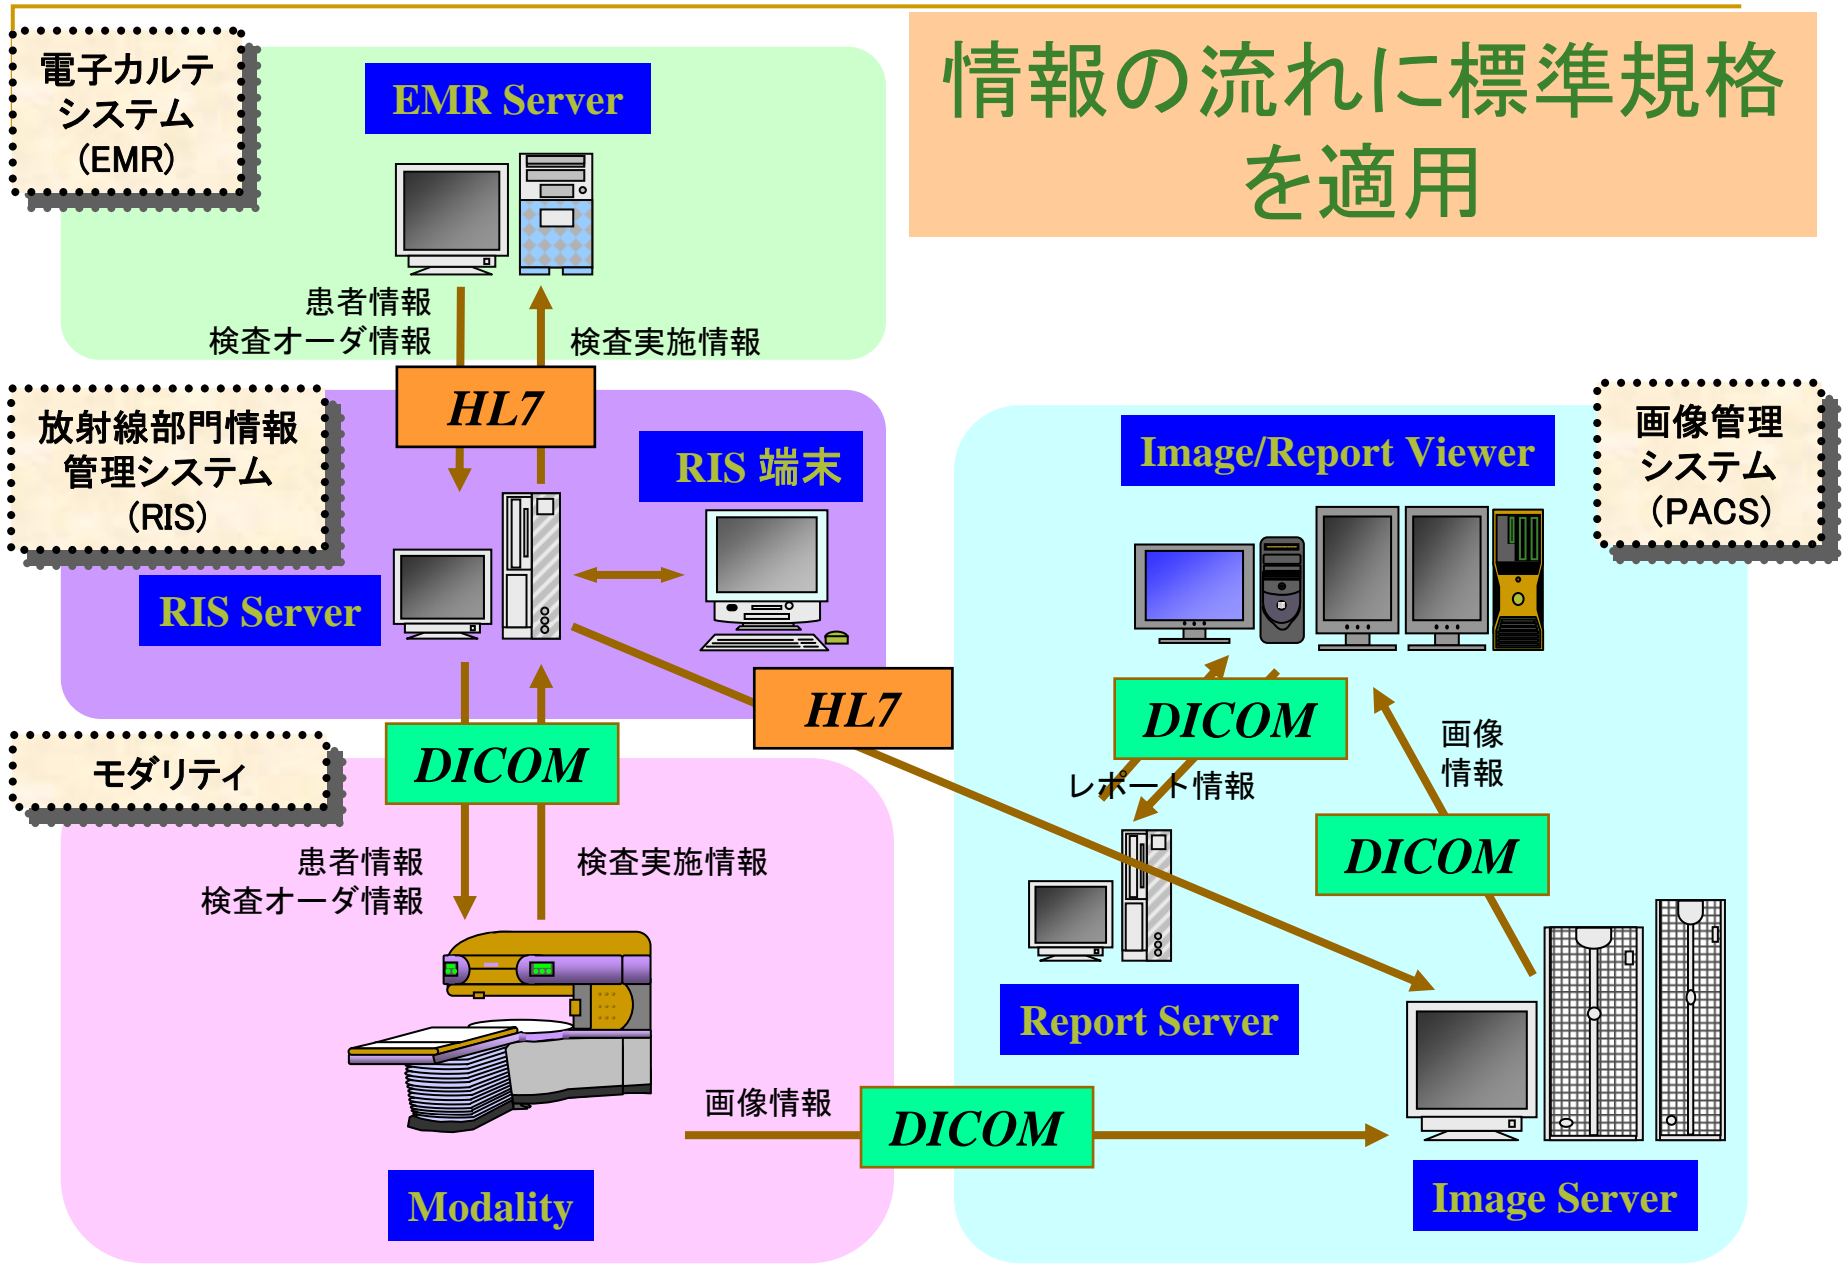 情報の流れに標準規格
を適用
電子カルテ
システム
(EMR)
EMR Server
患者情報
検査オーダ情報
検査実施情報
HL7
放射線部門情報
管理システム
(RIS)
RIS 端末
RIS Server
HL7
画像管理
システム
(PACS)
Image/Report Viewer
DICOM
レポート情報
画像
情報
DICOM
Report Server
モダリティ
DICOM
患者情報
検査オーダ情報
検査実施情報
画像情報
DICOM
Modality
Image Server